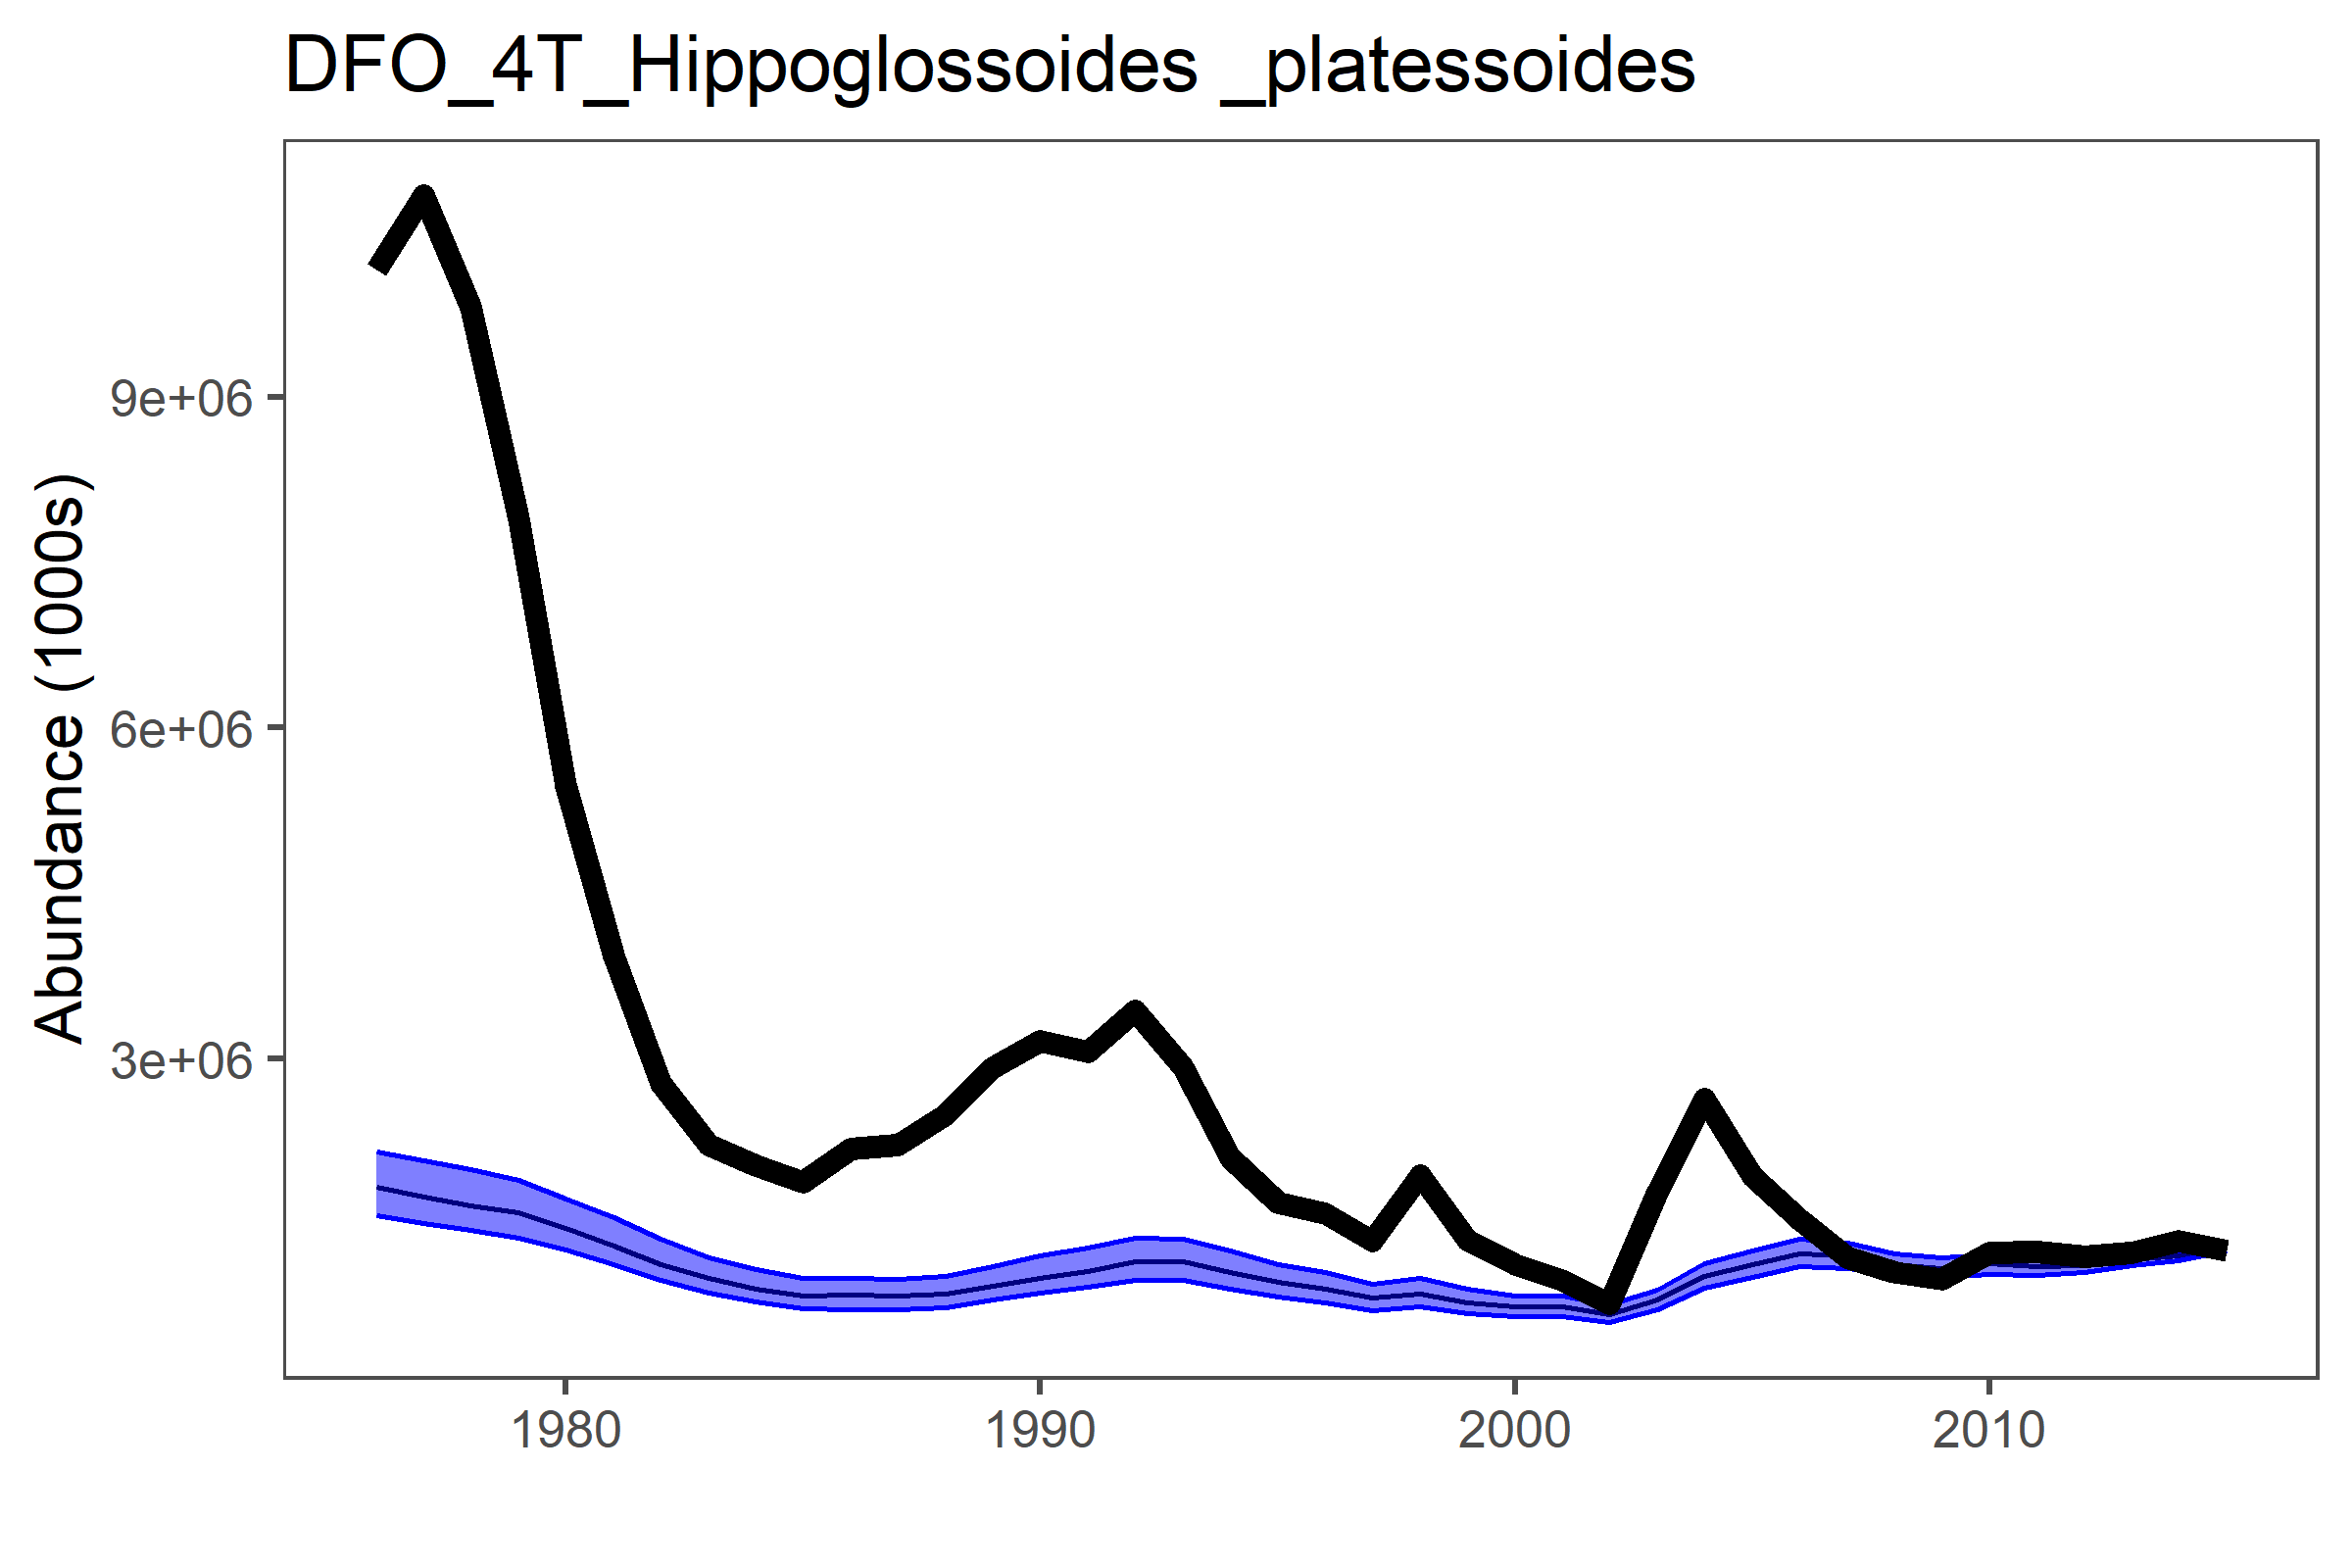 DFO_4T_Hippoglossoides _platessoides
Abundance (1000s)
9e+06
6e+06
3e+06
1980
1990
2000
2010